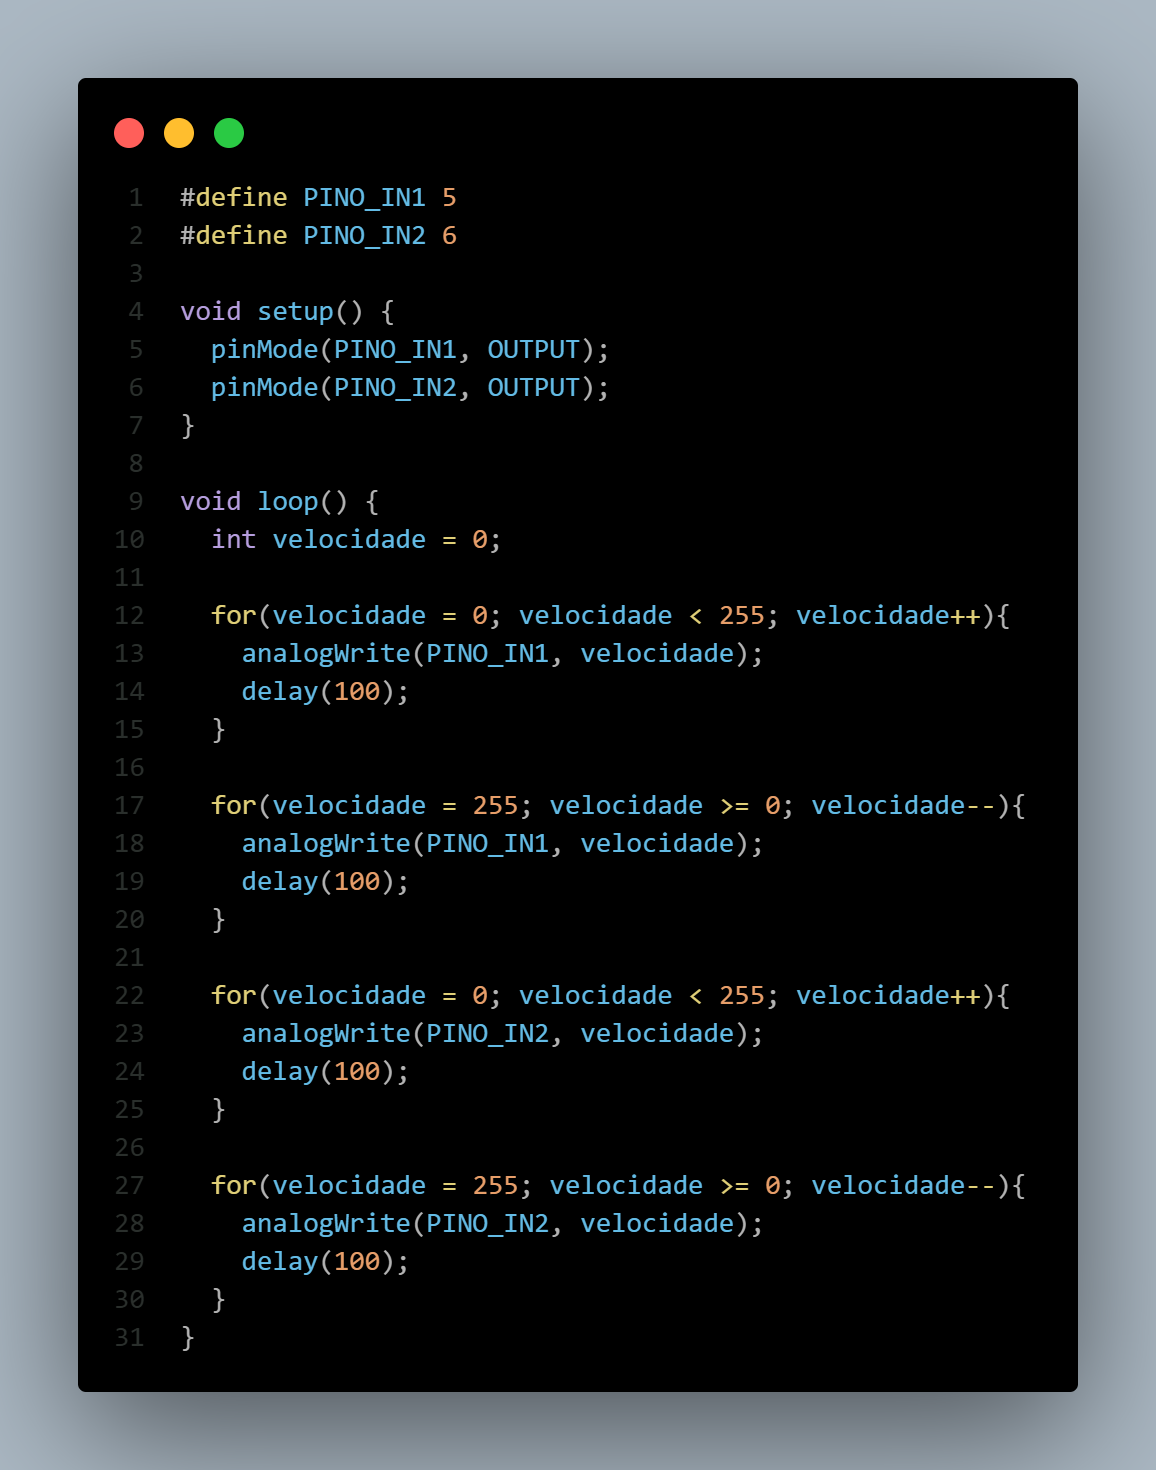 1 #define PINO_IN1 5
2 #define PINO_IN2 6
3
4 void setup() {
5   pinMode(PINO_IN1, OUTPUT);
6   pinMode(PINO_IN2, OUTPUT);
7 }
8
9 void loop() {
10   int velocidade = 0;
11
12   for(velocidade = 0; velocidade < 255; velocidade++){
13     analogWrite(PINO_IN1, velocidade);
14     delay(100);
15   }
16
17   for(velocidade = 255; velocidade >= 0; velocidade--){
18     analogWrite(PINO_IN1, velocidade);
19     delay(100);
20   }
21
22   for(velocidade = 0; velocidade < 255; velocidade++){
23     analogWrite(PINO_IN2, velocidade);
24     delay(100);
25   }
26
27   for(velocidade = 255; velocidade >= 0; velocidade--){
28     analogWrite(PINO_IN2, velocidade);
29     delay(100);
30   }
31 }